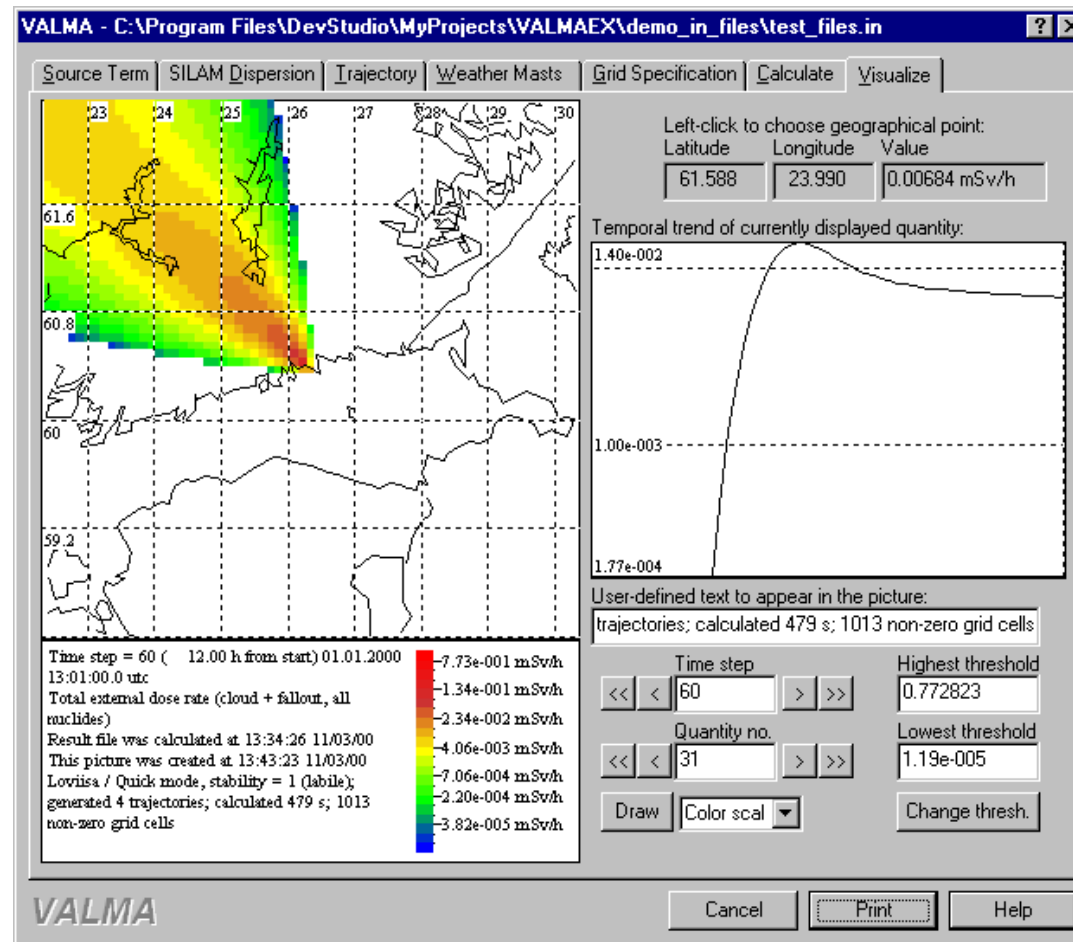 VALMA - C:\Program Files\DevStudio\MyProjects\VALMAEX\demo_in_files\test_files.in
Source Term SILAM Dispersion Trajectory Weather Masts Grid Specification Calculate Visualize
23 24 25 26 27 28 29 30
61.6
60.8
60
59.2
Left-click to choose geographical point:
Latitude Longitude Value
61.588 23.990 0.00684 mSv/h
Temporal trend of currently displayed quantity:
1.40e-002
1.00e-003
1.77e-004
User-defined text to appear in the picture:
trajectories; calculated 479 s; 1013 non-zero grid cells
Time step = 60 ( 12.00 h from start) 01.01.2000
13:01:00.0 utc
Total external dose rate (cloud + fallout, all
nuclides)
Result file was calculated at 13:34:26 11/03/00
This picture was created at 13:43:23 11/03/00
Loviisa / Quick mode, stability = 1 (labile);
generated 4 trajectories; calculated 479 s; 1013
non-zero grid cells
7.73e-001 mSv/h
1.34e-001 mSv/h
2.34e-002 mSv/h
4.06e-003 mSv/h
7.06e-004 mSv/h
2.20e-004 mSv/h
3.82e-005 mSv/h
Time step Highest threshold
<< < 60 > >> 0.772823
Quantity no. Lowest threshold
<< < 31 > >> 1.19e-005
Draw Color scal Change thresh.
VALMA Cancel Print Help